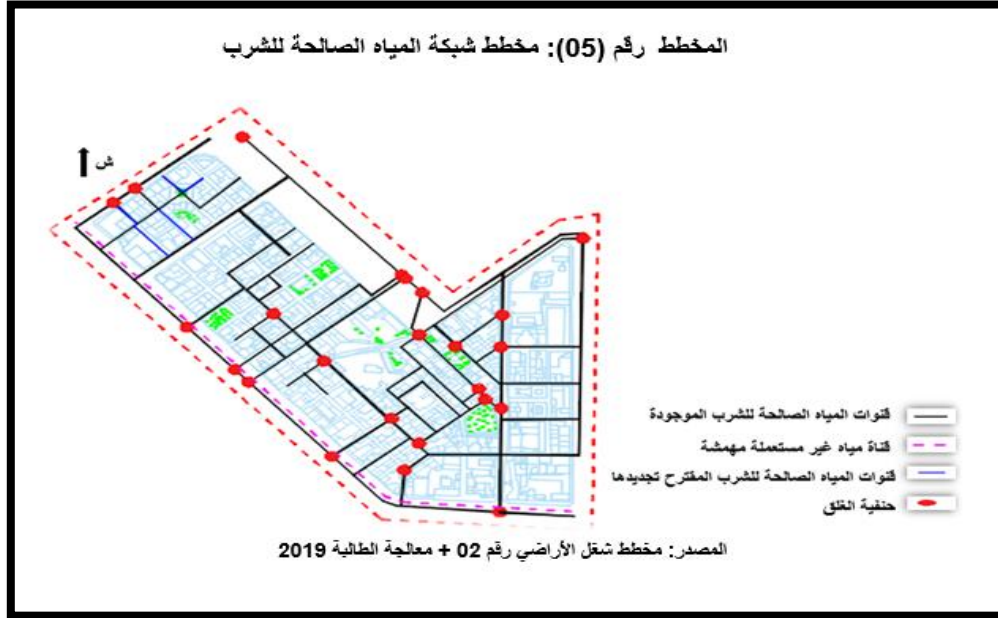 المخطط رقم (05): مخطط شبكة المياه الصالحة للشرب
ش
قنوات المياه الصالحة للشرب الموجودة
قناة مياه غير مستعملة مهمشة
قنوات المياه الصالحة للشرب المقترح تجديدها
حنفية الغلق
المصدر: مخطط شغل الأراضي رقم 02 + معالجة الطالبة 2019